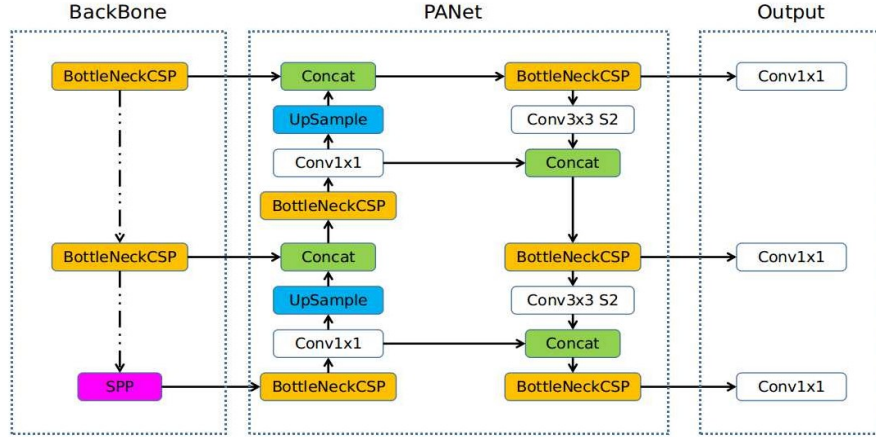 BackBone PANet Output
BottleNeckCSP Concat BottleNeckCSP Conv1x1
UpSample Conv3x3 S2
Conv1x1 Concat
BottleNeckCSP
BottleNeckCSP Concat BottleNeckCSP Conv1x1
UpSample Conv3x3 S2
Conv1x1 Concat
SPP BottleNeckCSP BottleNeckCSP Conv1x1